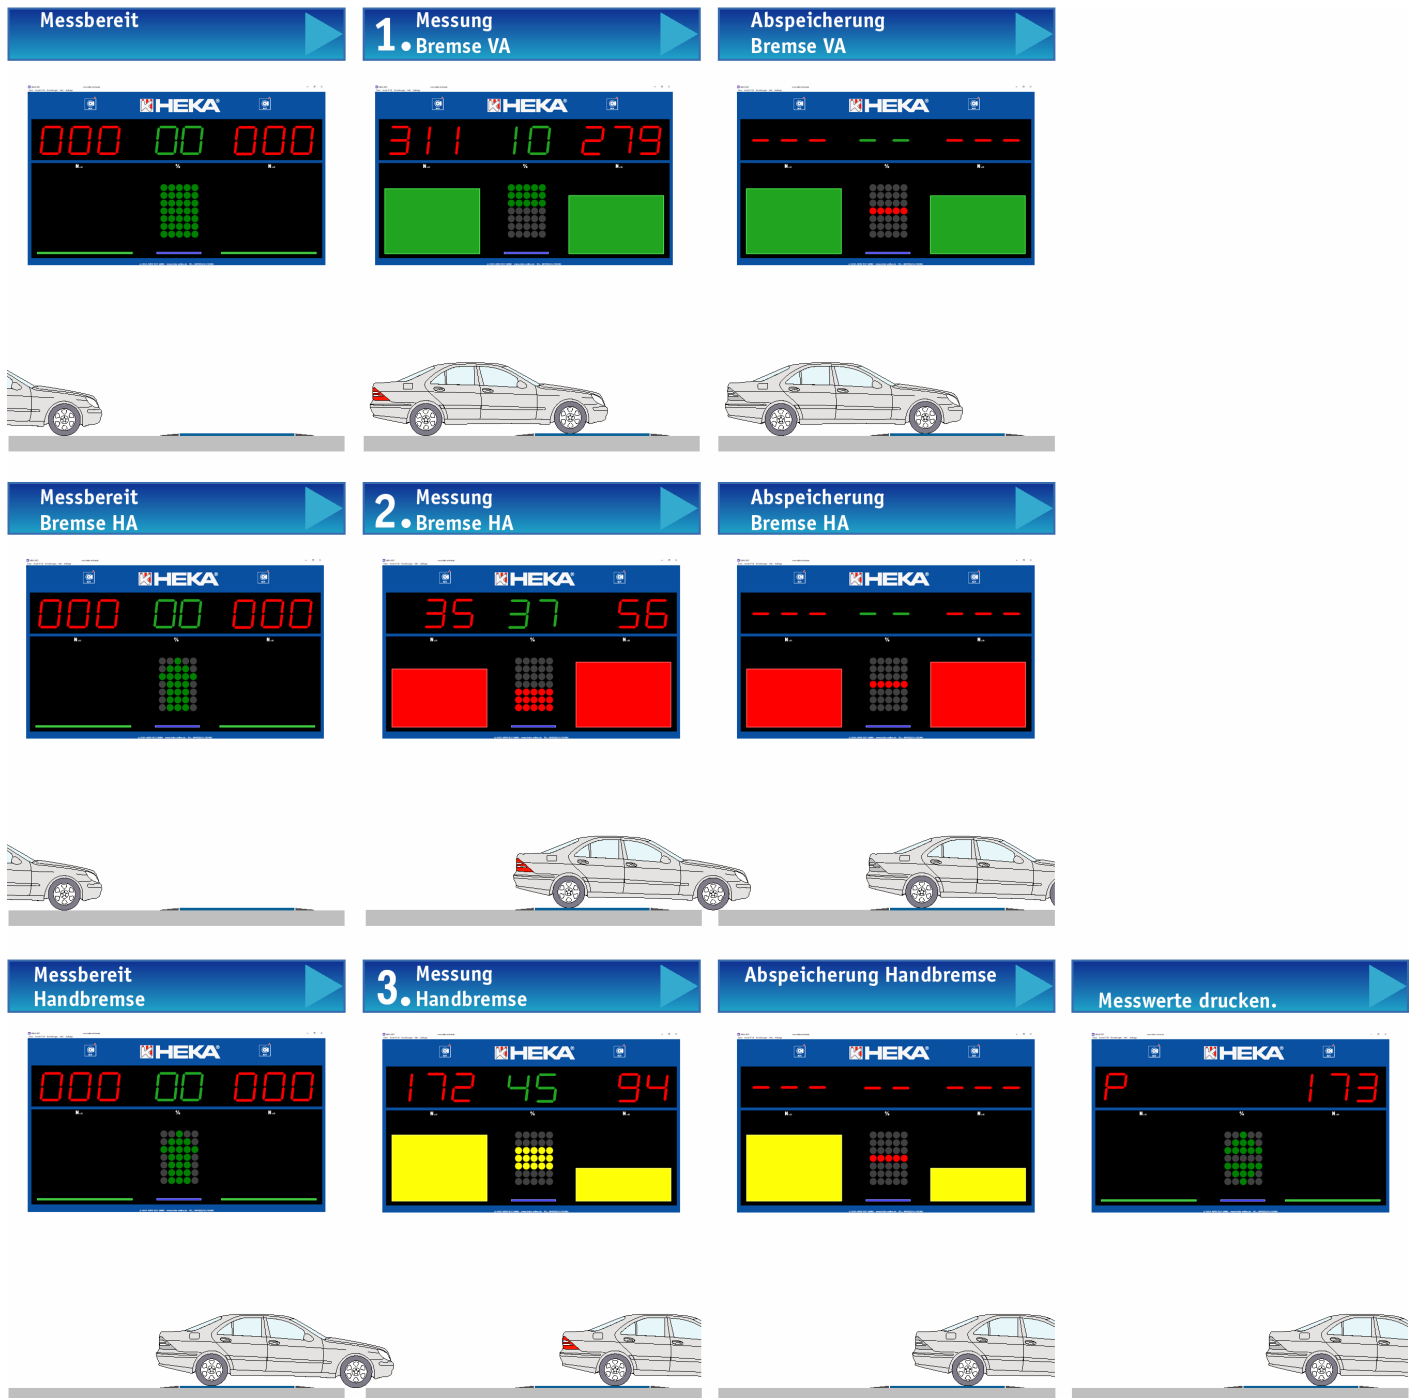 Messbereit
1. Messung
Bremse VA
Abspeicherung
Bremse VA
HEKA®
000 00 000
N %  N
HEKA®
311 10 279
N % N
HEKA®
--- -- ---
N % N
Messbereit
Bremse HA
2. Messung
Bremse HA
Abspeicherung
Bremse HA
HEKA®
000 00 000
N % N
HEKA®
35 37 56
N % N
HEKA®
--- -- ---
N % N
Messbereit
Handbremse
3. Messung
Handbremse
Abspeicherung Handbremse
Messwerte drucken.
HEKA®
000 00 000
N % N
HEKA®
172 45 94
N % N
HEKA®
--- -- ---
N % N
HEKA®
P 173
N % N